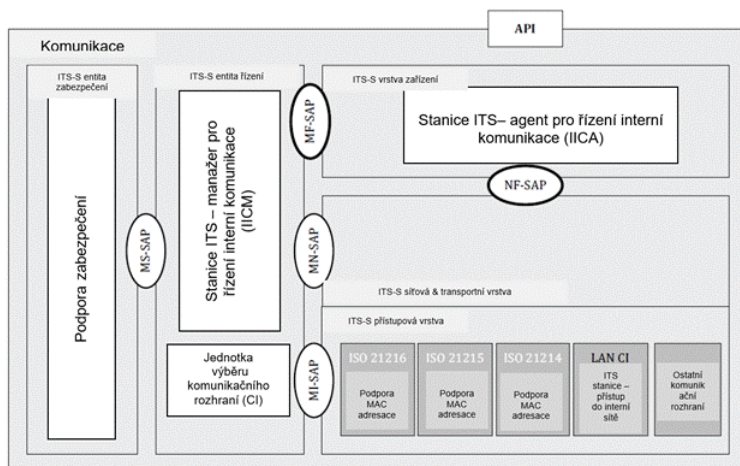 API
Komunikace
ITS-S entita
zabezpečení
Podpora zabezpečení
MS-SAP
ITS-S entita řízení
Stanice ITS – manažer pro
řízení interní komunikace
(IICM)
Jednotka
výběru
komunikačního
rozhraní (CI)
MF-SAP
MN-SAP
MI-SAP
ITS-S vrstva zařízení
Stanice ITS– agent pro řízení interní
komunikace (IICA)
NF-SAP
ITS-S síťová & transportní vrstva
ITS-S přístupová vrstva
ISO 21216
Podpora
MAC
adresace
ISO 21215
Podpora
MAC
adresace
ISO 21214
Podpora
MAC
adresace
LAN CI
ITS
stanice –
přístup
do interní
sítě
Ostatní
komunik
ační
rozhraní